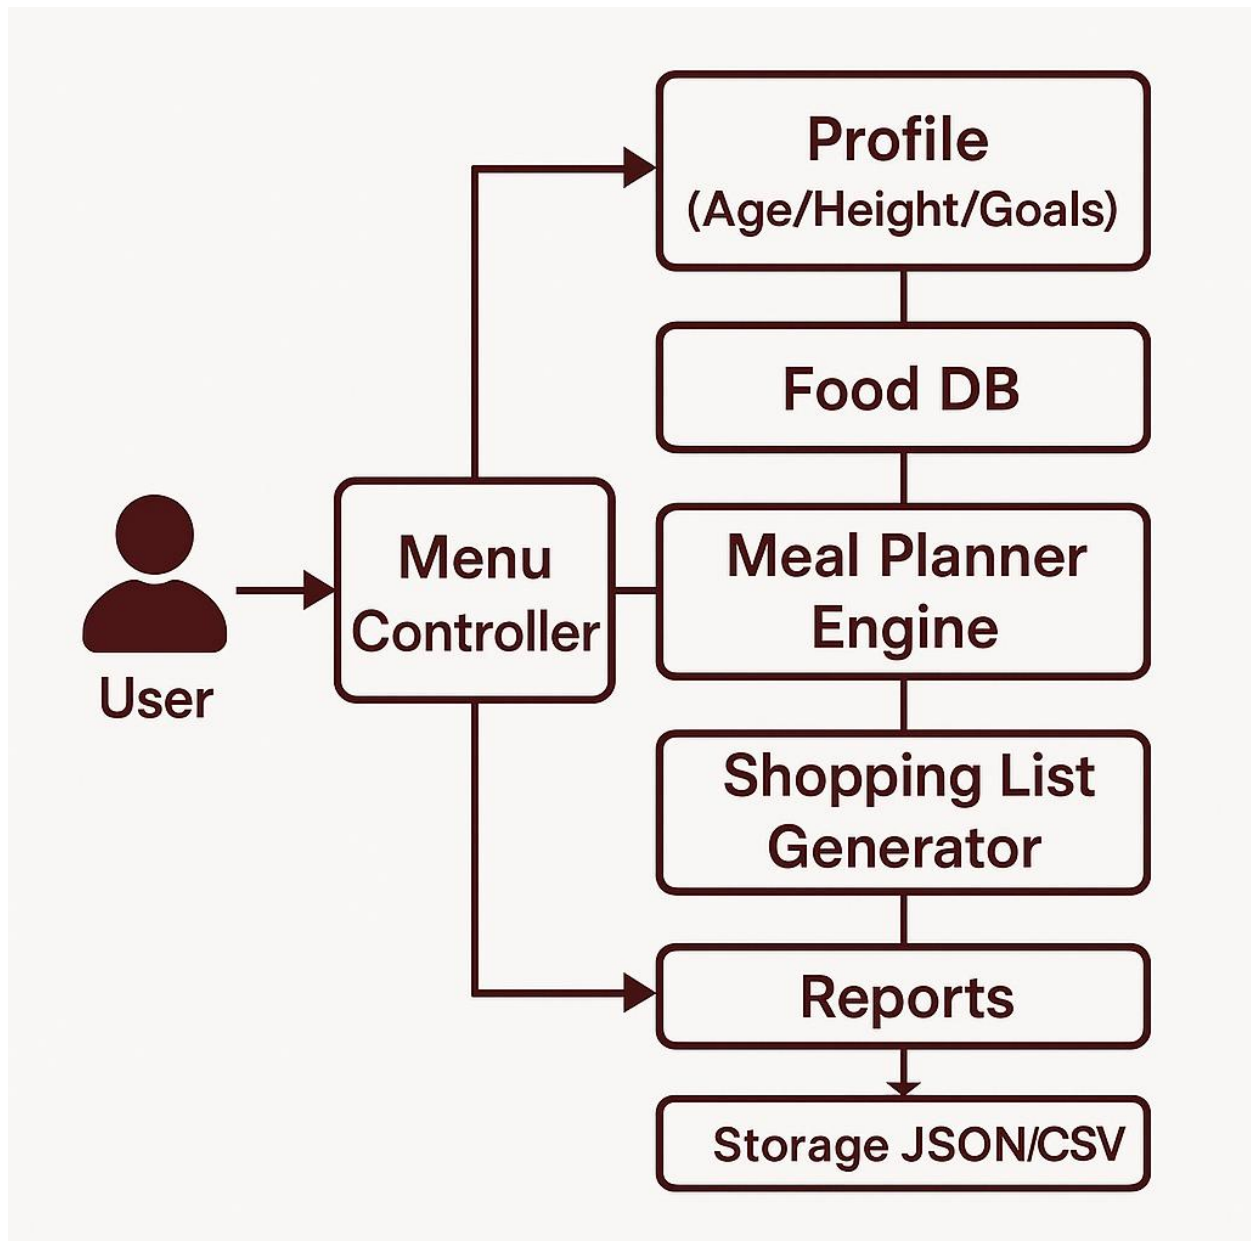 Profile
(Age/Height/Goals)
Food DB
User
Menu
Controller
Meal Planner
Engine
Shopping List
Generator
Reports
Storage JSON/CSV